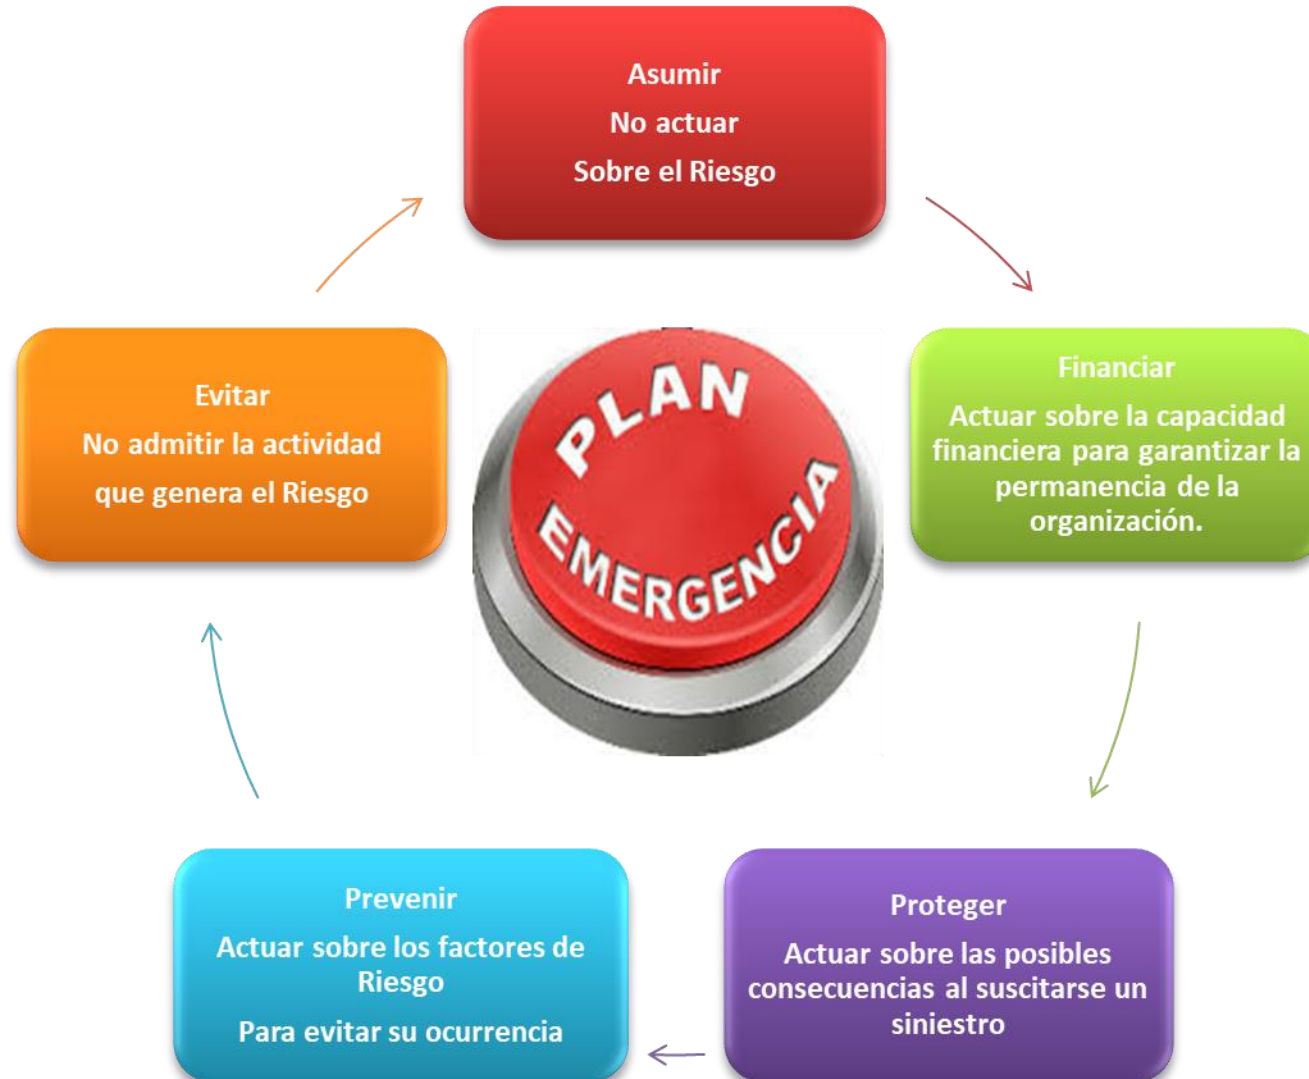 Asumir
No actuar
Sobre el Riesgo
Evitar
No admitir la actividad
que genera el Riesgo
PLAN
EMERGENCIA
Financiar
Actuar sobre la capacidad
financiera para garantizar la
permanencia de la
organización.
Prevenir
Actuar sobre los factores de
Riesgo
Para evitar su ocurrencia
Proteger
Actuar sobre las posibles
consecuencias al suscitarse un
siniestro